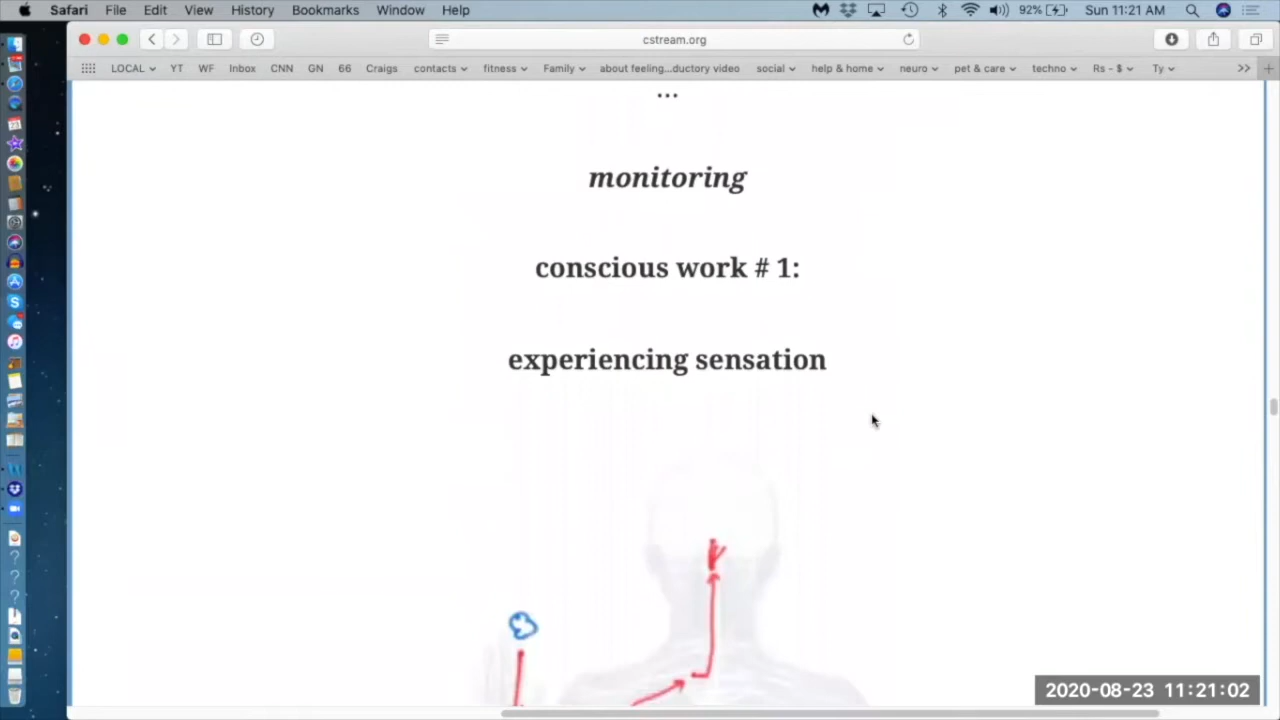 Safari File Edit View History Bookmarks Window Help 92% Sun 11:21 AM
cstream.org
LOCAL YT WF Inbox CNN GN 66 Craigs contacts fitness Family about feeling...ductory video social help & home neuro pet & care techno Rs - $ Ty
...
monitoring
conscious work # 1:
experiencing sensation
2020-08-23 11:21:02